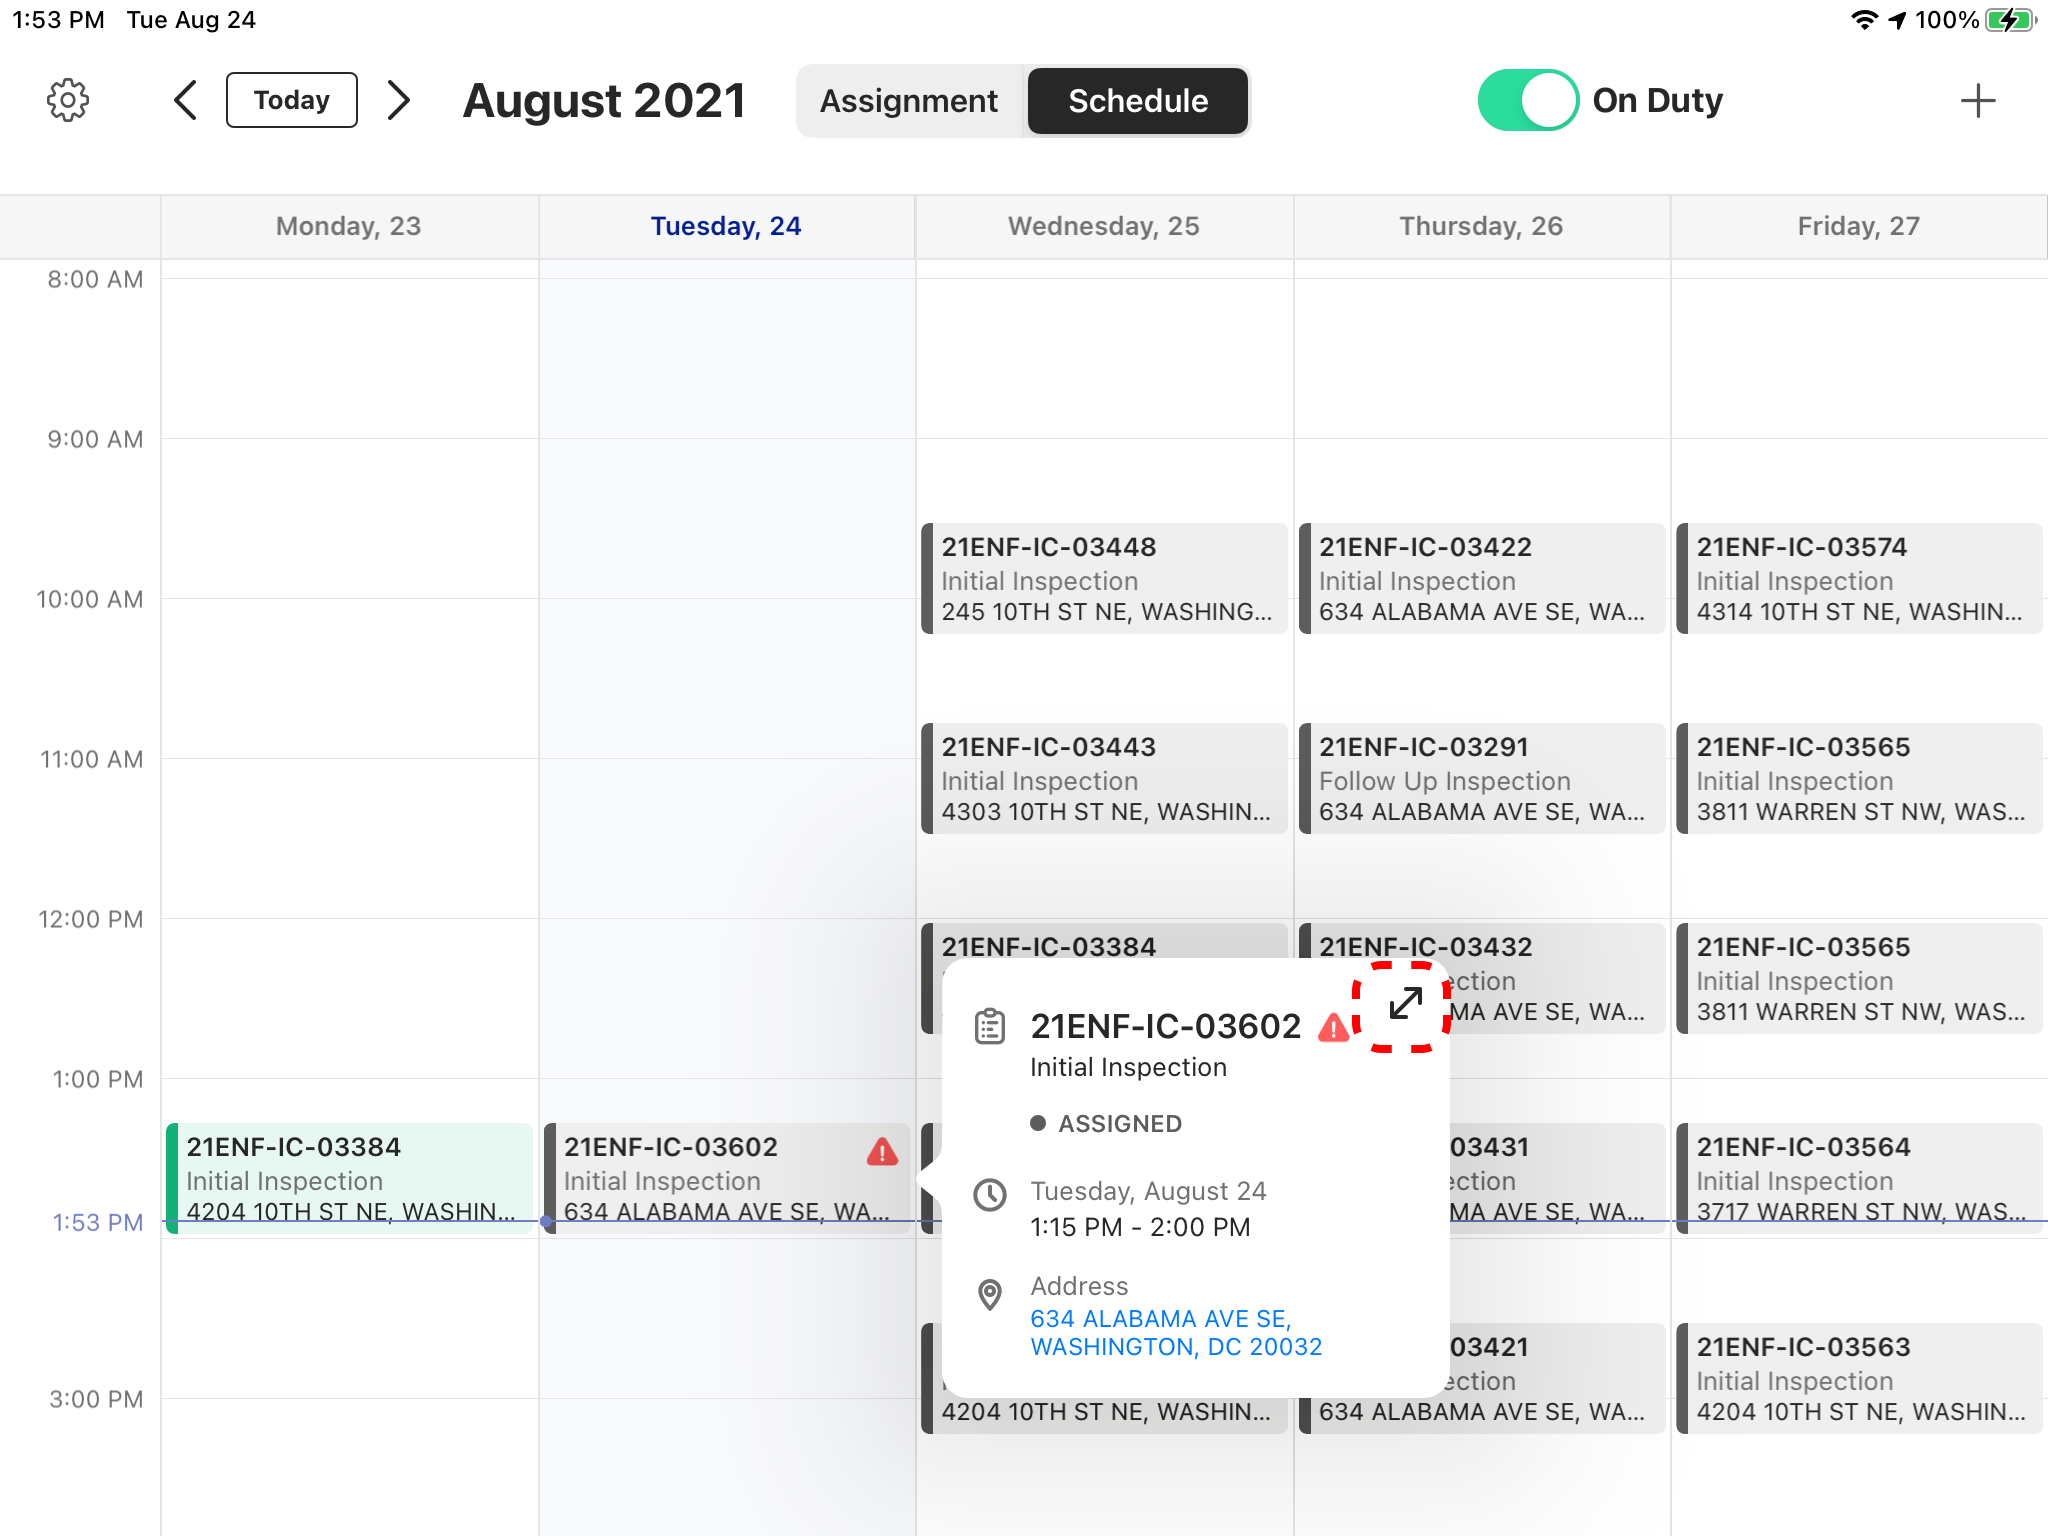 1:53 PM Tue Aug 24 100%
Today August 2021 Assignment Schedule On Duty
Monday, 23 Tuesday, 24 Wednesday, 25 Thursday, 26 Friday, 27
8:00 AM
9:00 AM
21ENF-IC-03448 21ENF-IC-03422 21ENF-IC-03574
Initial Inspection Initial Inspection Initial Inspection
10:00 AM 245 10TH ST NE, WASHING... 634 ALABAMA AVE SE, WA... 4314 10TH ST NE, WASHIN...
21ENF-IC-03443 21ENF-IC-03291 21ENF-IC-03565
11:00 AM Initial Inspection Follow Up Inspection Initial Inspection
4303 10TH ST NE, WASHIN... 634 ALABAMA AVE SE, WA... 3811 WARREN ST NW, WAS...
12:00 PM
21ENF-IC-03384 21ENF-IC-03432 21ENF-IC-03565
ection Initial Inspection
MA AVE SE, WA... 3811 WARREN ST NW, WAS...
21ENF-IC-03602
Initial Inspection
ASSIGNED
Tuesday, August 24
1:15 PM - 2:00 PM
Address
634 ALABAMA AVE SE,
WASHINGTON, DC 20032
1:00 PM
21ENF-IC-03384 21ENF-IC-03602 03431 21ENF-IC-03564
Initial Inspection Initial Inspection ection Initial Inspection
1:53 PM 4204 10TH ST NE, WASHIN... 634 ALABAMA AVE SE, WA... MA AVE SE, WA... 3717 WARREN ST NW, WAS...
03421 21ENF-IC-03563
3:00 PM ection Initial Inspection
4204 10TH ST NE, WASHIN... 634 ALABAMA AVE SE, WA... 4204 10TH ST NE, WASHIN...